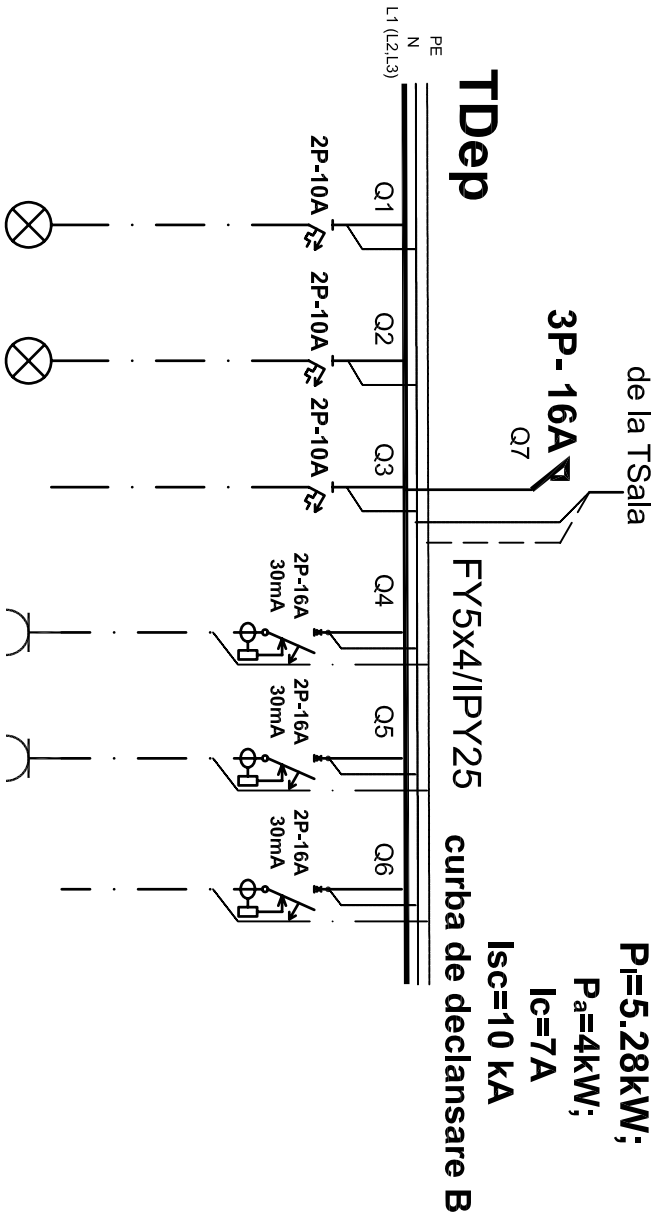 de la TSala
3P- 16A
Q7
FY5x4/IPY25
Pi=5.28kW;
Pa=4kW;
Ic=7A
Isc=10 kA
curba de declansare B
TDep
PE
N
L1 (L2,L3)
Q1
Q2
Q3
Q4
Q5
Q6
2P-10A
2P-10A
2P-10A
2P-16A
30mA
2P-16A
30mA
2P-16A
30mA